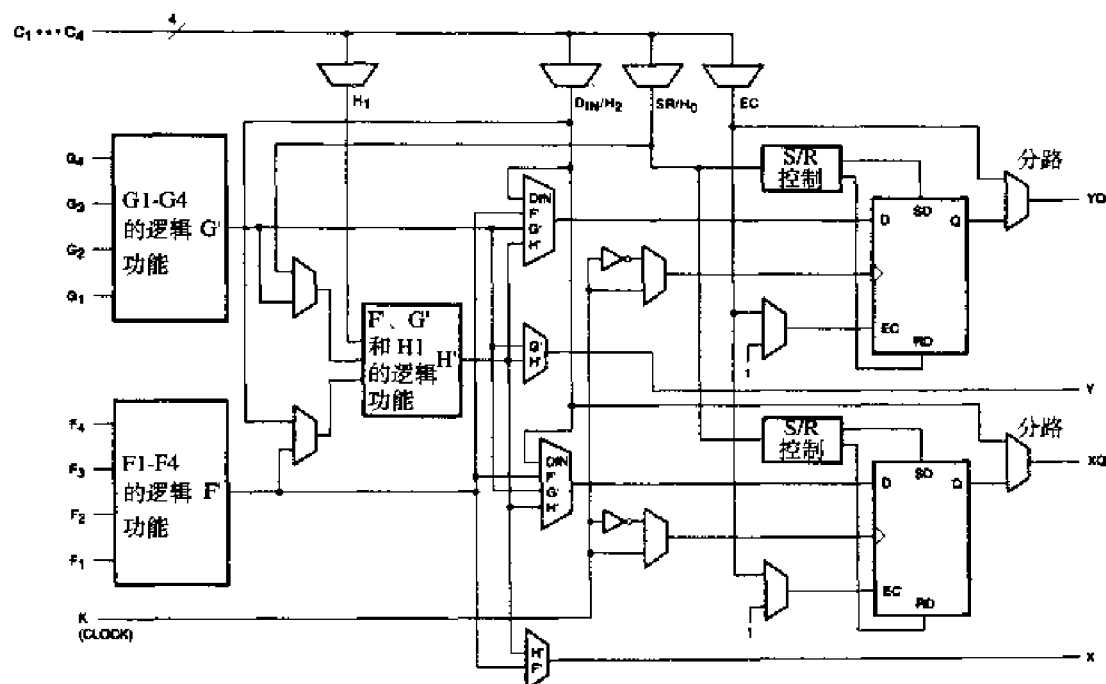 C1 ••• C4
4
H1
DIN/H2
SR/H0
EC
G4
G3
G2
G1
G1-G4
的逻辑 G'
功能
S/R
控制
分路
DIN
F'
G'
H'
D
SD
Q
YQ
EC
RD
1
F'、G'
和 H1
的逻辑
功能
H'
G'
H'
Y
F4
F3
F2
F1
F1-F4
的逻辑 F'
功能
S/R
控制
分路
DIN
F'
G'
H'
D
SD
Q
XQ
EC
RD
1
K
(CLOCK)
H'
F'
X